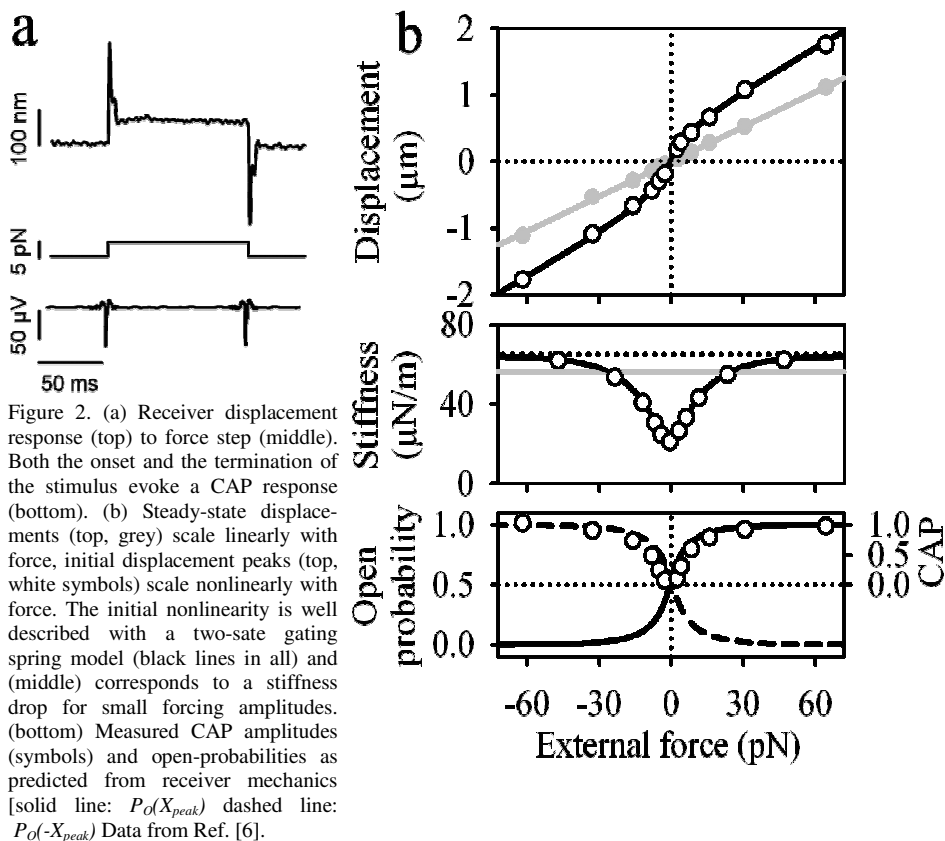 a
100 nm
5 pN
50 µV
50 ms
Figure 2. (a) Receiver displacement
response (top) to force step (middle).
Both the onset and the termination of
the stimulus evoke a CAP response
(bottom). (b) Steady-state displace-
ments (top, grey) scale linearly with
force, initial displacement peaks (top,
white symbols) scale nonlinearly with
force. The initial nonlinearity is well
described with a two-sate gating
spring model (black lines in all) and
(middle) corresponds to a stiffness
drop for small forcing amplitudes.
(bottom) Measured CAP amplitudes
(symbols) and open-probabilities as
predicted from receiver mechanics
[solid line: P_O(X_peak) dashed line:
P_O(-X_peak) Data from Ref. [6].
b
Displacement
(µm)
2
1
0
-1
-2
Stiffness
(µN/m)
80
40
0
Open
probability
1.0
0.5
0.0
1.0
0.5
0.0
CAP
-60 -30 0 30 60
External force (pN)